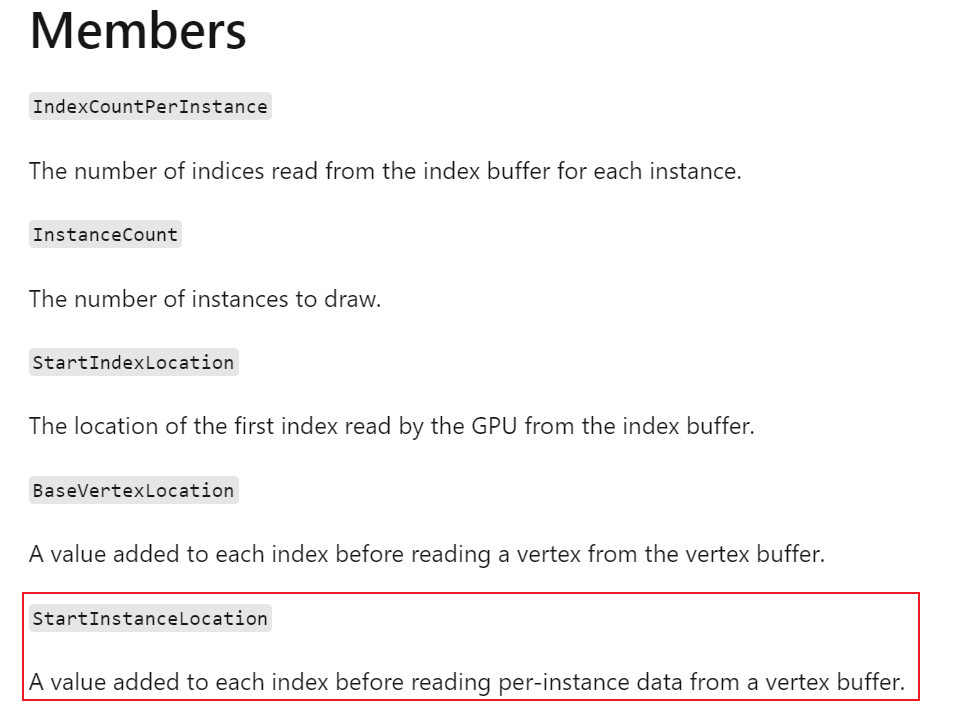 Members
IndexCountPerInstance
The number of indices read from the index buffer for each instance.
InstanceCount
The number of instances to draw.
StartIndexLocation
The location of the first index read by the GPU from the index buffer.
BaseVertexLocation
A value added to each index before reading a vertex from the vertex buffer.
StartInstanceLocation
A value added to each index before reading per-instance data from a vertex buffer.